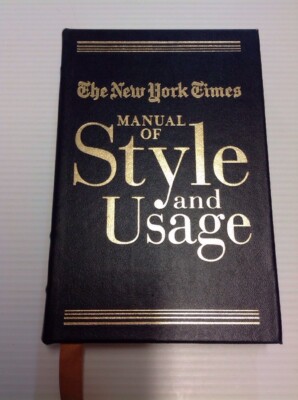 The New York Times
MANUAL
OF
Style
and
Usage